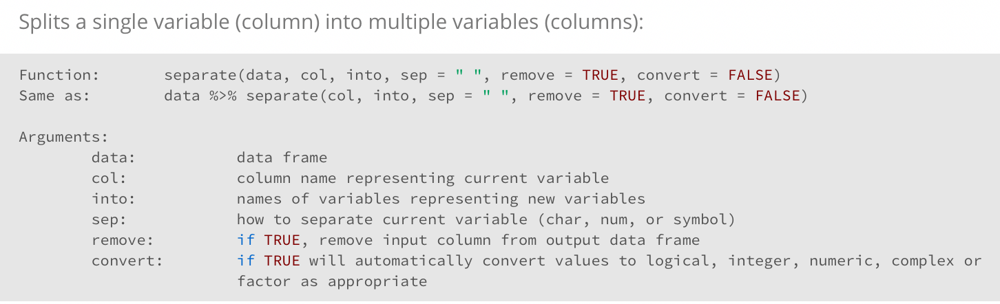 Splits a single variable (column) into multiple variables (columns):
Function:       separate(data, col, into, sep = " ", remove = TRUE, convert = FALSE)
Same as:        data %>% separate(col, into, sep = " ", remove = TRUE, convert = FALSE)
Arguments:
        data:           data frame
        col:            column name representing current variable
        into:           names of variables representing new variables
        sep:            how to separate current variable (char, num, or symbol)
        remove:         if TRUE, remove input column from output data frame
        convert:        if TRUE will automatically convert values to logical, integer, numeric, complex or
                        factor as appropriate